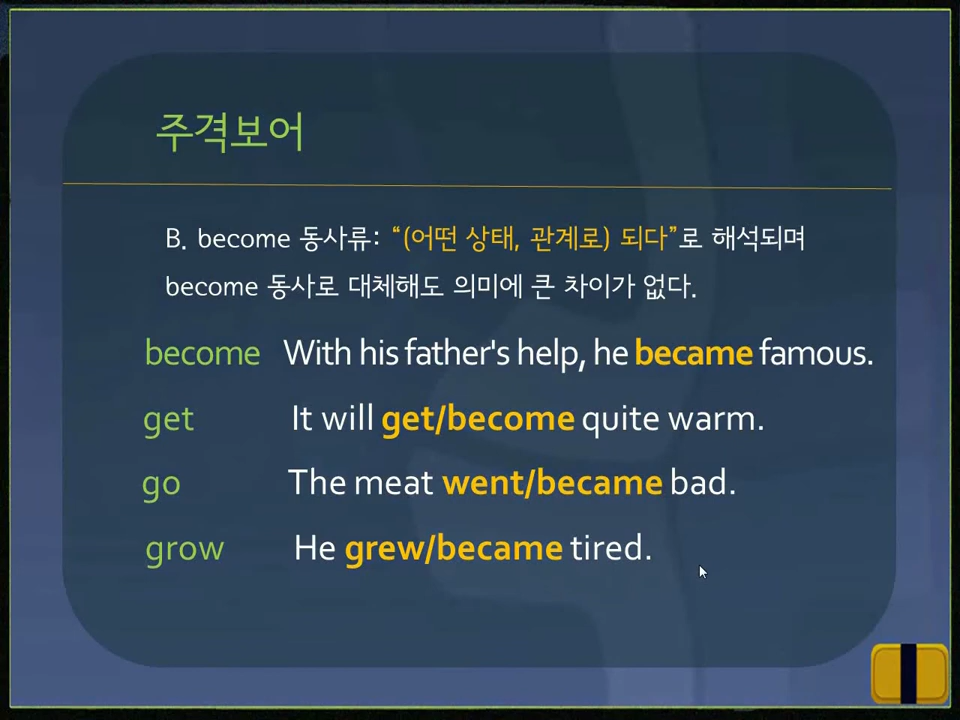 주격보어
B. become 동사류: “(어떤 상태, 관계로) 되다”로 해석되며
become 동사로 대체해도 의미에 큰 차이가 없다.
become With his father's help, he became famous.
get It will get/become quite warm.
go The meat went/became bad.
grow He grew/became tired.